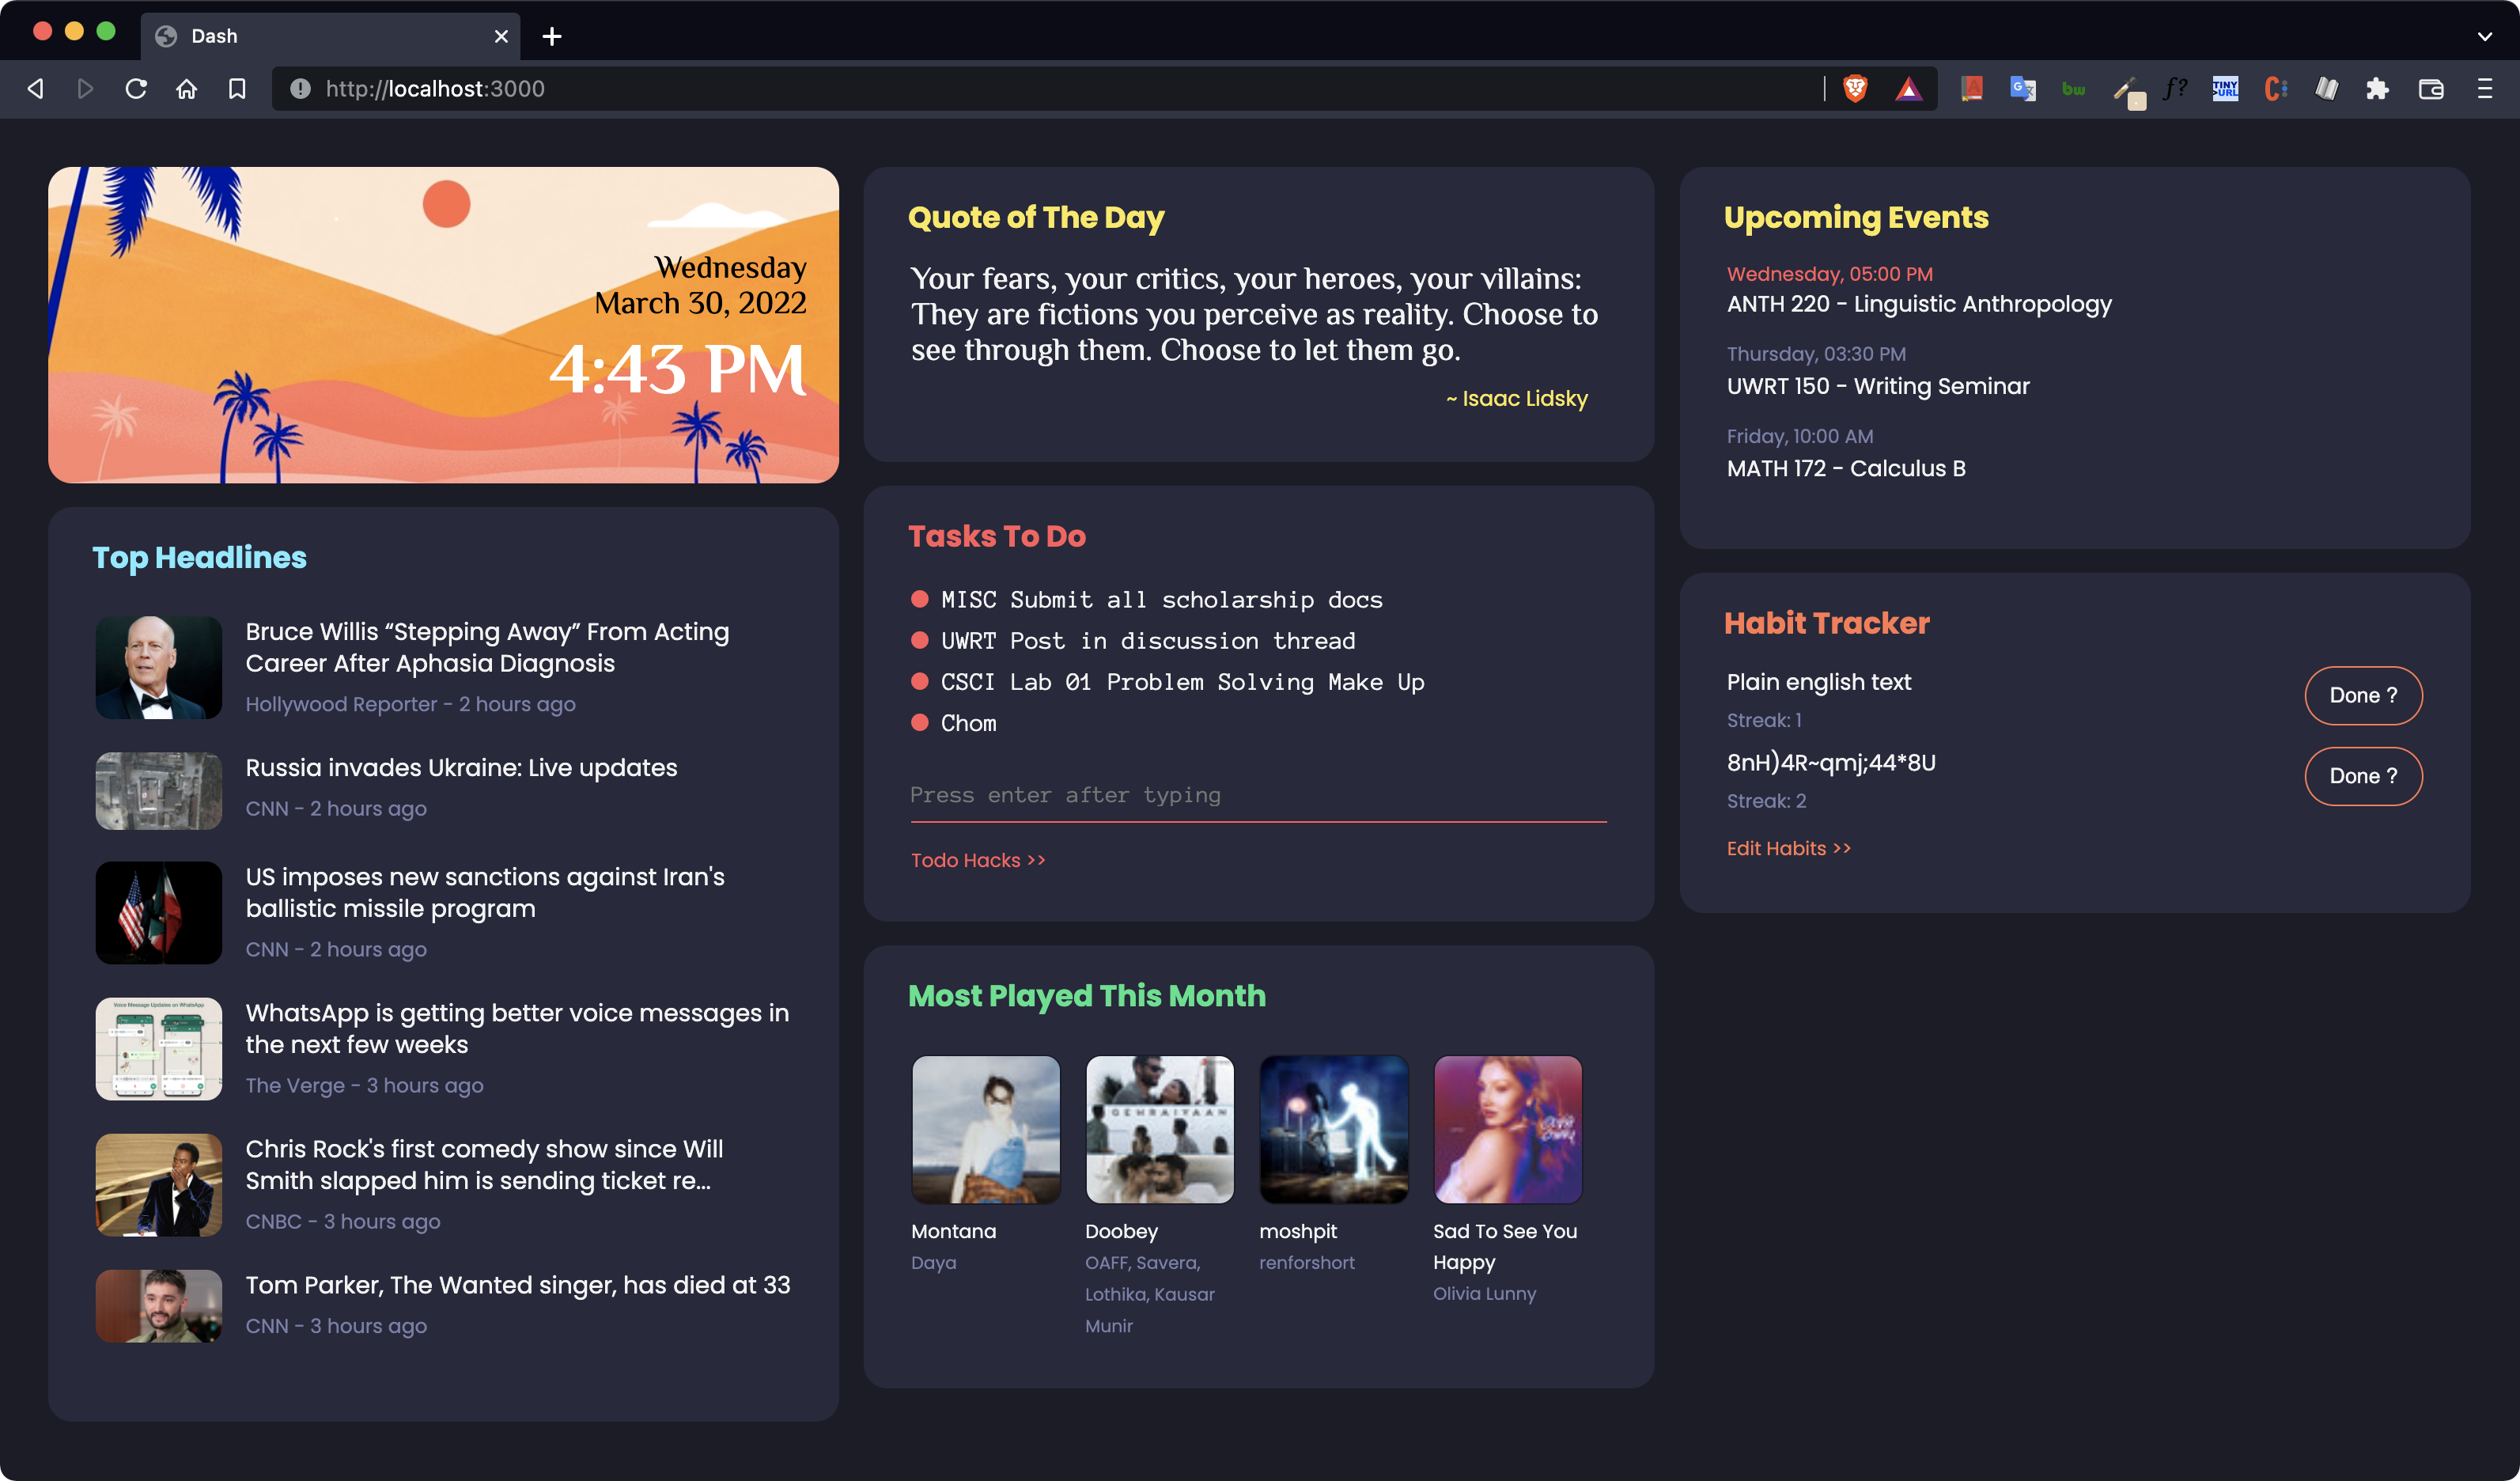 Dash
http://localhost:3000
bw
f?
TINY
>URL
C:
Wednesday
March 30, 2022
4:43 PM
Top Headlines
Bruce Willis “Stepping Away” From Acting
Career After Aphasia Diagnosis
Hollywood Reporter - 2 hours ago
Russia invades Ukraine: Live updates
CNN - 2 hours ago
US imposes new sanctions against Iran's
ballistic missile program
CNN - 2 hours ago
Voice Message Updates on WhatsApp
WhatsApp is getting better voice messages in
the next few weeks
The Verge - 3 hours ago
Chris Rock's first comedy show since Will
Smith slapped him is sending ticket re...
CNBC - 3 hours ago
Tom Parker, The Wanted singer, has died at 33
CNN - 3 hours ago
Quote of The Day
Your fears, your critics, your heroes, your villains:
They are fictions you perceive as reality. Choose to
see through them. Choose to let them go.
~ Isaac Lidsky
Tasks To Do
MISC Submit all scholarship docs
UWRT Post in discussion thread
CSCI Lab 01 Problem Solving Make Up
Chom
Press enter after typing
Todo Hacks >>
Most Played This Month
GEHRAIYAAN
Montana
Daya
Doobey
OAFF, Savera,
Lothika, Kausar
Munir
moshpit
renforshort
Sad To See You
Happy
Olivia Lunny
Upcoming Events
Wednesday, 05:00 PM
ANTH 220 - Linguistic Anthropology
Thursday, 03:30 PM
UWRT 150 - Writing Seminar
Friday, 10:00 AM
MATH 172 - Calculus B
Habit Tracker
Plain english text
Streak: 1
Done ?
8nH)4R~qmj;44*8U
Streak: 2
Done ?
Edit Habits >>